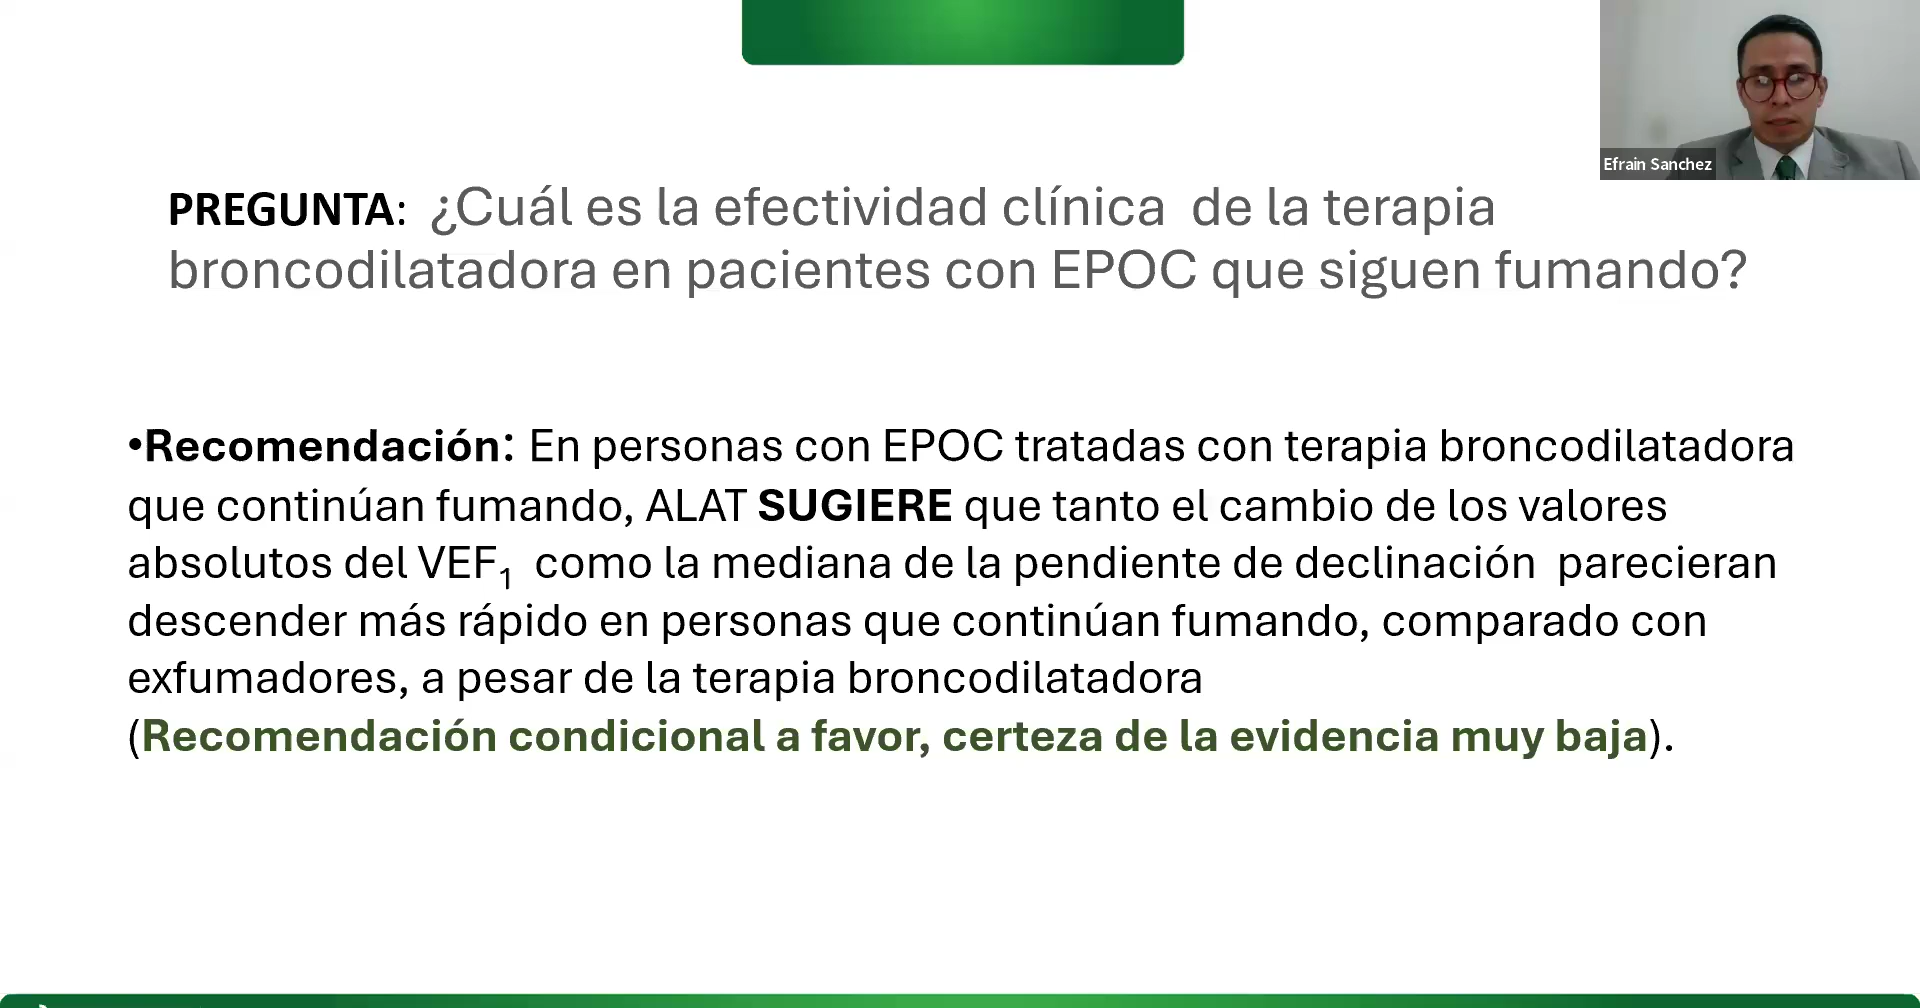 Efrain Sanchez
PREGUNTA: ¿Cuál es la efectividad clínica de la terapia
broncodilatadora en pacientes con EPOC que siguen fumando?
•Recomendación: En personas con EPOC tratadas con terapia broncodilatadora
que continúan fumando, ALAT SUGIERE que tanto el cambio de los valores
absolutos del VEF₁ como la mediana de la pendiente de declinación parecieran
descender más rápido en personas que continúan fumando, comparado con
exfumadores, a pesar de la terapia broncodilatadora
(Recomendación condicional a favor, certeza de la evidencia muy baja).